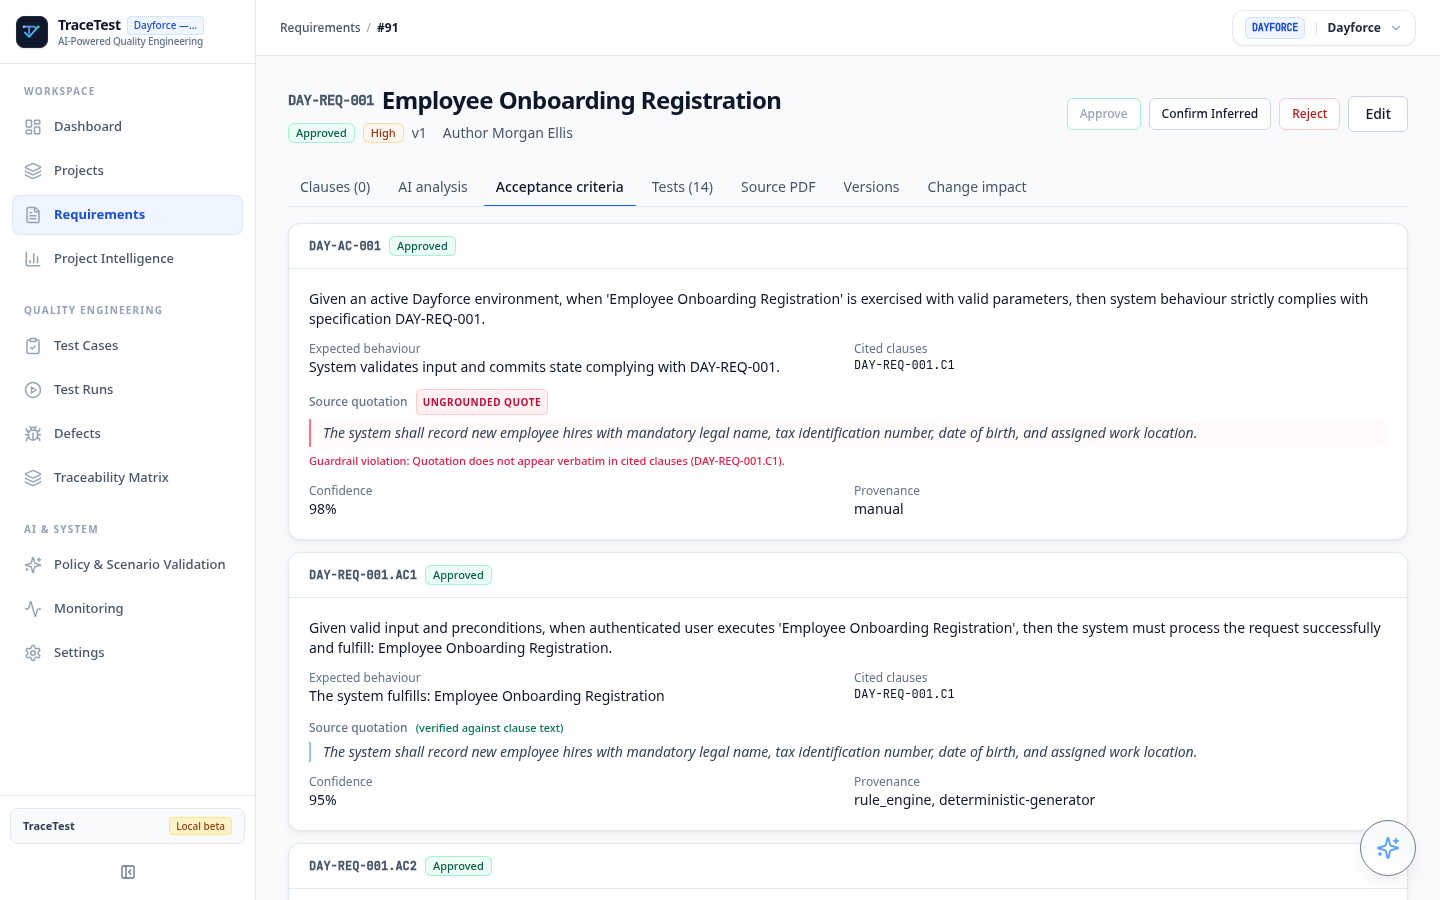 TraceTest Dayforce —...
AI-Powered Quality Engineering
WORKSPACE
Dashboard
Projects
Requirements
Project Intelligence
QUALITY ENGINEERING
Test Cases
Test Runs
Defects
Traceability Matrix
AI & SYSTEM
Policy & Scenario Validation
Monitoring
Settings
TraceTest Local beta
Requirements / #91
DAYFORCE Dayforce
DAY-REQ-001 Employee Onboarding Registration
Approved High v1 Author Morgan Ellis
Approve Confirm Inferred Reject Edit
Clauses (0) AI analysis Acceptance criteria Tests (14) Source PDF Versions Change impact
DAY-AC-001 Approved
Given an active Dayforce environment, when 'Employee Onboarding Registration' is exercised with valid parameters, then system behaviour strictly complies with
specification DAY-REQ-001.
Expected behaviour Cited clauses
System validates input and commits state complying with DAY-REQ-001. DAY-REQ-001.C1
Source quotation UNGROUNDED QUOTE
The system shall record new employee hires with mandatory legal name, tax identification number, date of birth, and assigned work location.
Guardrail violation: Quotation does not appear verbatim in cited clauses (DAY-REQ-001.C1).
Confidence Provenance
98% manual
DAY-REQ-001.AC1 Approved
Given valid input and preconditions, when authenticated user executes 'Employee Onboarding Registration', then the system must process the request successfully
and fulfill: Employee Onboarding Registration.
Expected behaviour Cited clauses
The system fulfills: Employee Onboarding Registration DAY-REQ-001.C1
Source quotation (verified against clause text)
The system shall record new employee hires with mandatory legal name, tax identification number, date of birth, and assigned work location.
Confidence Provenance
95% rule_engine, deterministic-generator
DAY-REQ-001.AC2 Approved